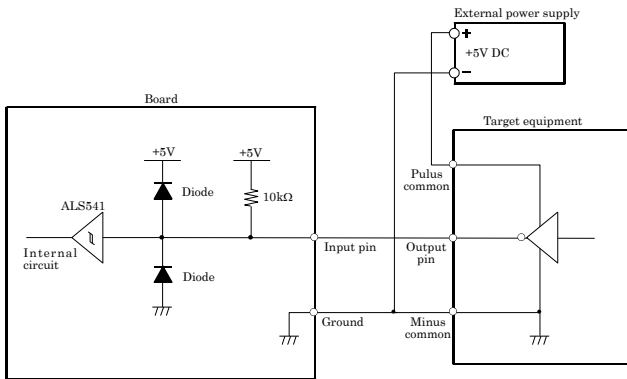 External power supply
+
+5V DC
−
Board
Target equipment
+5V
+5V
Pulus
common
Diode
10kΩ
ALS541
Internal
circuit
Input pin
Output
pin
Diode
Ground
Minus
common